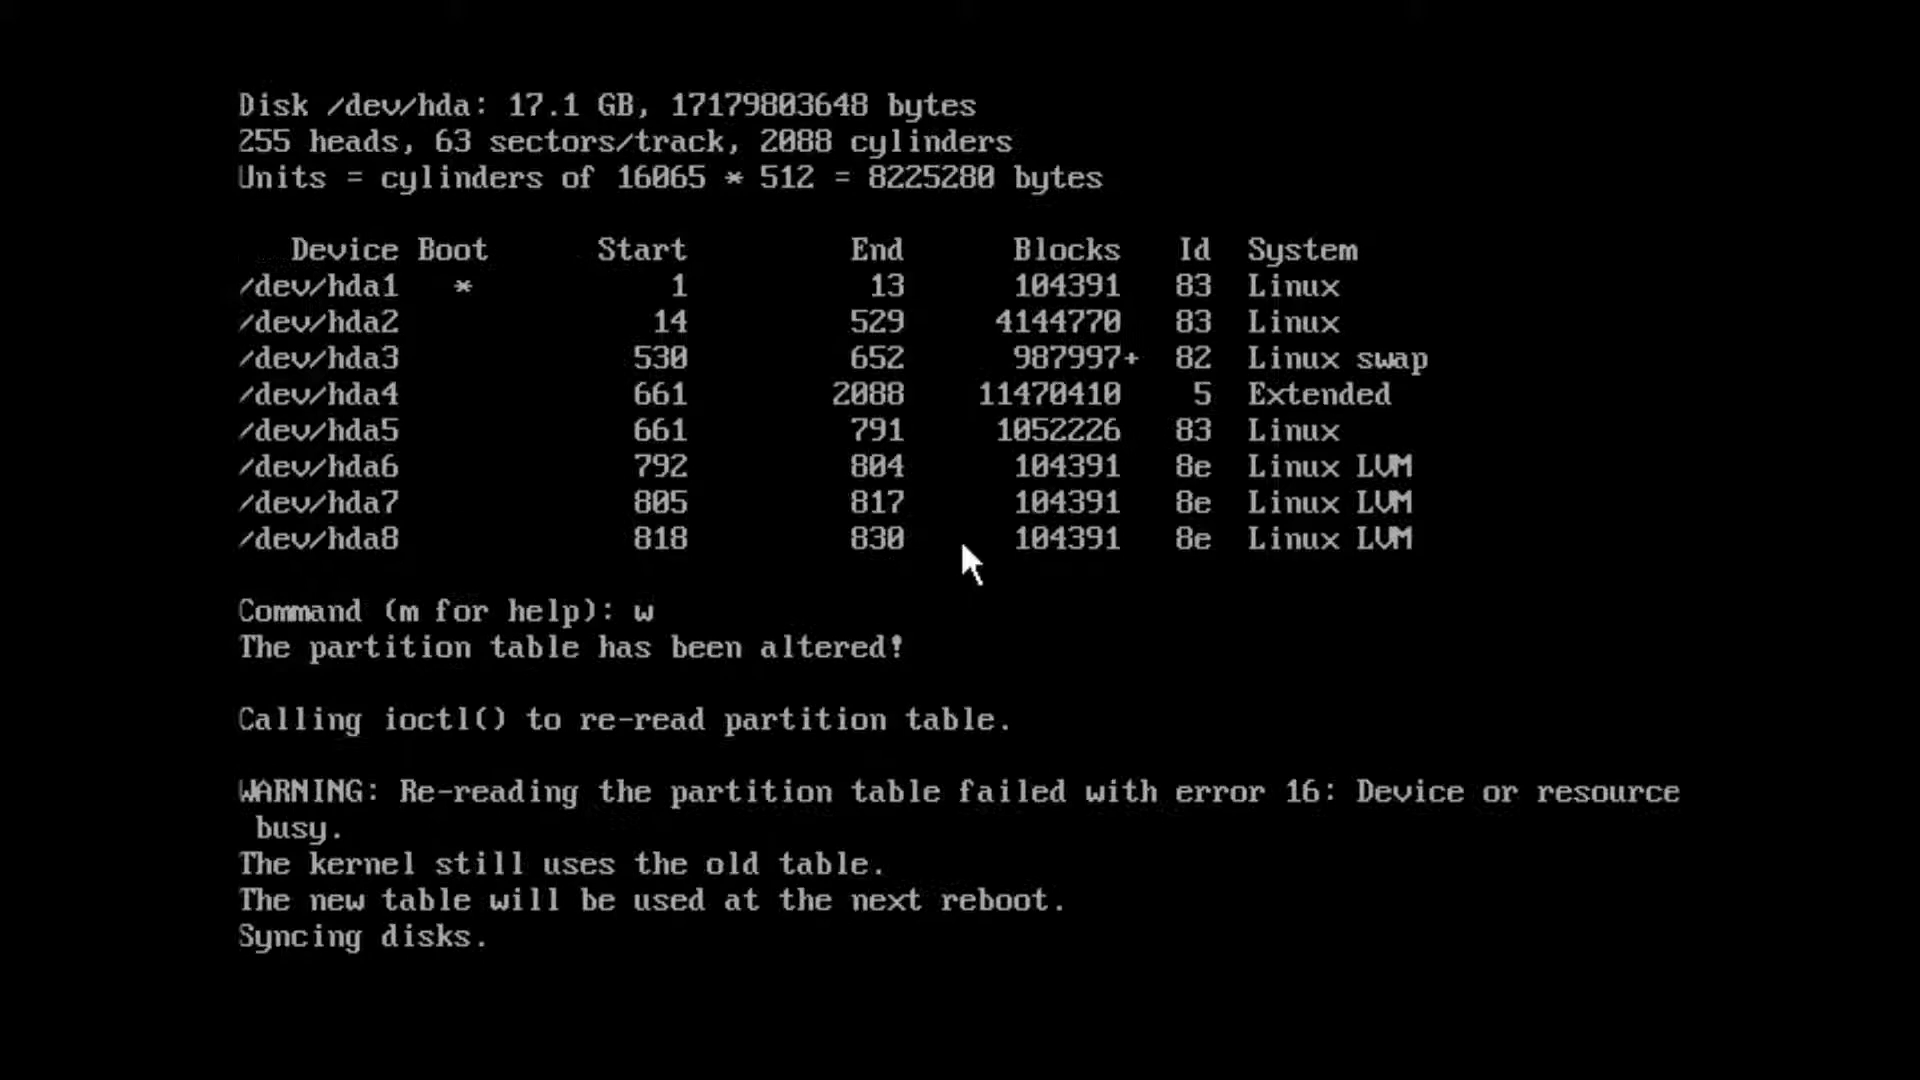 Disk /dev/hda: 17.1 GB, 17179803648 bytes
255 heads, 63 sectors/track, 2088 cylinders
Units = cylinders of 16065 * 512 = 8225280 bytes
Device Boot Start End Blocks Id System
/dev/hda1 * 1 13 104391 83 Linux
/dev/hda2 14 529 4144770 83 Linux
/dev/hda3 530 652 987997+ 82 Linux swap
/dev/hda4 661 2088 11470410 5 Extended
/dev/hda5 661 791 1052226 83 Linux
/dev/hda6 792 804 104391 8e Linux LVM
/dev/hda7 805 817 104391 8e Linux LVM
/dev/hda8 818 830 104391 8e Linux LVM
Command (m for help): w
The partition table has been altered!
Calling ioctl() to re-read partition table.
WARNING: Re-reading the partition table failed with error 16: Device or resource
busy.
The kernel still uses the old table.
The new table will be used at the next reboot.
Syncing disks.